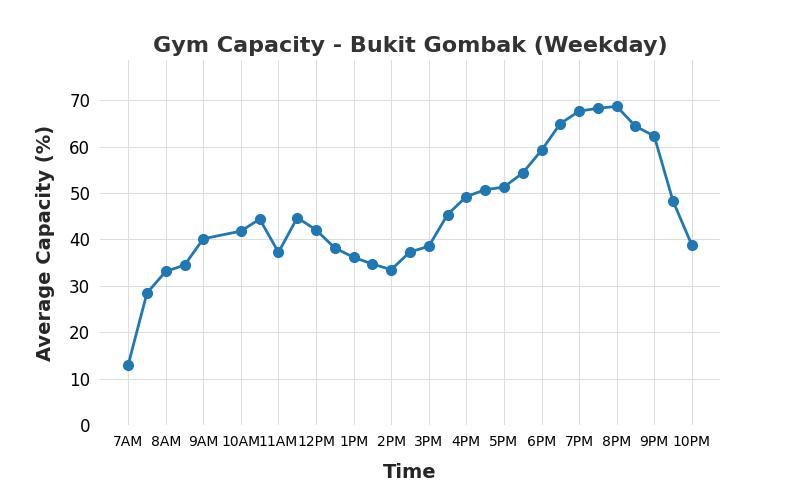 Gym Capacity - Bukit Gombak (Weekday)
Average Capacity (%)
70
60
50
40
30
20
10
0
7AM 8AM 9AM 10AM 11AM 12PM 1PM 2PM 3PM 4PM 5PM 6PM 7PM 8PM 9PM 10PM
Time